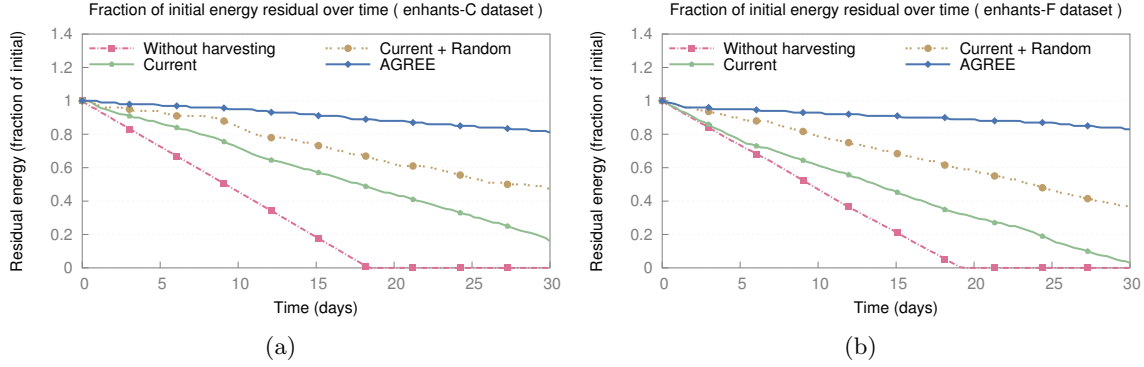 Fraction of initial energy residual over time ( enhants-C dataset )
Residual energy (fraction of initial)
1.4
1.2
1
0.8
0.6
0.4
0.2
0
Without harvesting
Current
Current + Random
AGREE
0 5 10 15 20 25 30
Time (days)
(a)
Fraction of initial energy residual over time ( enhants-F dataset )
Residual energy (fraction of initial)
1.4
1.2
1
0.8
0.6
0.4
0.2
0
Without harvesting
Current
Current + Random
AGREE
0 5 10 15 20 25 30
Time (days)
(b)